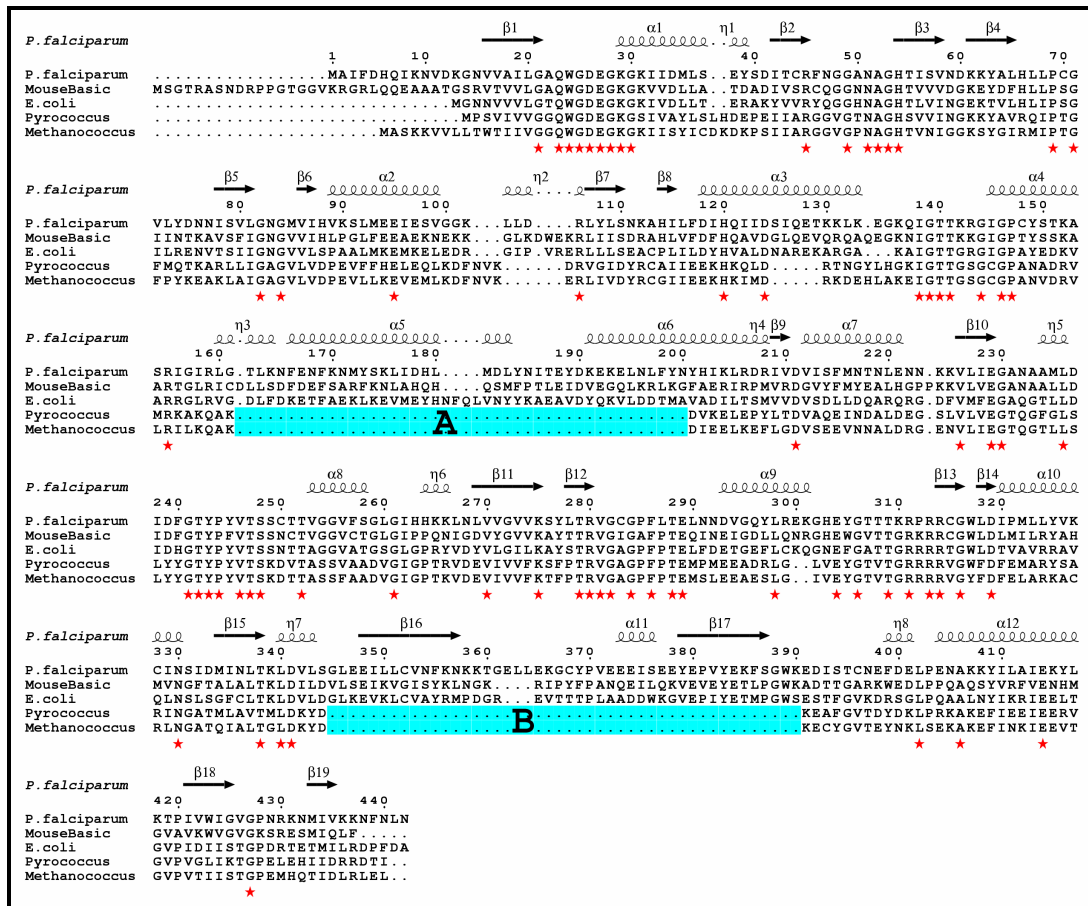 β1 α1 η1 β2 β3 β4
P.falciparum
1 10 20 30 40 50 60 70
P.falciparum .................MAIFDHQIKNVDKGNVVAILGAQWGDEGKGKIIDMLS..EYSDITCRFNGGANAGHTISVNDKKYALHLLPCG
MouseBasic MSGTRASNDRPPGTGGVKRGRLQQEAAATGSRVTVVLGAQWGDEGKGKVVDLLA..TDADIVSRCQGGNNAGHTVVVDGKEYDFHLLPSG
E.coli .............................MGNNVVVLGTQWGDEGKGKIVDLLT..ERAKYVVRYQGGHNAGHTLVINGEKTVLHLIPSG
Pyrococcus ..............................MPSVIVVGGQWGDEGKGSIVAYLSLHDEPEIIARGGVGTNAGHSVVINGKKYAVRQIPTG
Methanococcus ......................MASKKVVLLTWTIIVGGQWGDEGKGKIISYICDKDKPSIIARGGVGPNAGHTVNIGGKSYGIRMIPTG
β5 β6 α2 η2 β7 β8 α3 α4
P.falciparum
80 90 100 110 120 130 140 150
P.falciparum VLYDNNISVLGNGMVIHVKSLMEEIESVGGK...LLD...RLYLSNKAHILFDIHQIIDSIQETKKLK.EGKQIGTTKRGIGPCYSTKA
MouseBasic IINTKAVSFIGNGVVIHLPGLFEEAEKNEKK...GLKDWEKRLIISDRAHLVFDFHQAVDGLQEVQRQAQEGKNIGTTKKGIGPTYSSKA
E.coli ILRENVTSIIGNGVVLSPAALMKEMKELEDR...GIP.VRERLLLSEACPLILDYHVALDNAREKARGA....KAIGTTGRGIGPAYEDKV
Pyrococcus FMQTKARLLIGAGVLVDPEVFFHELEQLKDFNVK.....DRVGIDYRCAIIEEKHKQLD.....RTNGYLHGKIGTTGSGCGPANADRV
Methanococcus FPYKEAKLAIGAGVLVDPEVLLKEVEMLKDFNVK.....ERLIVDYRCGIIEEKHKIMD.....RKDEHLAKEIGTTGSGCGPANVDRV
η3 α5 α6 η4 β9 α7 β10 η5
P.falciparum
160 170 180 190 200 210 220 230
P.falciparum SRIGIRLG.TLKNFENFKNMYSKLIDHL....MDLYNITEYDKEKELNLFYNYHIKLRDRIVDVISFMNTNLENN.KKVLIEGANAAMLD
MouseBasic ARTGLRICDLLSDFDEFSARFKNLAHQH....QSMFPTLEIDVEGQLKRLKGFAERIRPMVRDGVYFMYEALHGPPKKVLVEGANAALLD
E.coli ARRGLRVG.DLFDKETFAEKLKEVMEYHNFQLVNYYKAEAVDYQKVLDDTMAVADILTSMVVDVSDLLDQARQRG.DFVMFEGAQGTLLD
Pyrococcus MRKAKQAK............................................DVKELEPYLTDVAQEINDALDEG.SLVLVEGTQGFGLS
Methanococcus LRILKQAK............................................DIEELKEFLGDVSEEVNNALDRG.ENVLIEGTQGTLLS
A
α8 η6 β11 β12 α9 β13 β14 α10
P.falciparum
240 250 260 270 280 290 300 310 320
P.falciparum IDFGTYPYVTSSCTTVGGVFSGLGIHHKKLNLVVGVVKSYLTRVGCGPFLTELNNDVGQYLREKGHEYGTTTKRPRRCGWLDIPMLLYVK
MouseBasic IDFGTYPFVTSSNCTVGGVCTGLGIPPQNIGDVYGVVKAYTTRVGIGAFPTEQINEIGDLLQNRGHEWGVTTGRKRRCGWLDLMILRYAH
E.coli IDHGTYPYVTSSNTTAGGVATGSGLGPRYVDYVLGILKAYSTRVGAGPFPTELFDETGEFLCKQGNEFGATTGRRRRTGWLDTVAVRRAV
Pyrococcus LYYGTYPYVTSKDVTASSVAADVGIGPTRVDEVIVVFKSFPTRVGAGPFPTEMPMEEADRLG..LVEYGTVTGRRRRVGWFDFEMARYSA
Methanococcus LYYGTYPYVTSKDTTASSFAADVGIGPTKVDEVIVVFKTFPTRVGAGPFPTEMSLEEAESLG..IVEYGTVTGRRRRVGYFDFELARKAC
β15 η7 β16 α11 β17 η8 α12
P.falciparum
330 340 350 360 370 380 390 400 410
P.falciparum CINSIDMINLTKLDVLSGLEEILLCVNFKNKKTGELLEKGCYPVEEEISEEYEPVYEKFSGWKEDISTCNEFDELPENAKKYILAIEKYL
MouseBasic MVNGFTALALTKLDILDVLSEIKVGISYKLNGK....RIPYFPANQEILQKVEVEYETLPGWKADTTGARKWEDLPPQAQSYVRFVENHM
E.coli QLNSLSGFCLTKLDVLDGLKEVKLCVAYRMPDGR...EVTTTPLAADDWKGVEPIYETMPGWSESTFGVKDRSGLPQAALNYIKRIEELT
Pyrococcus RINGATMLAVTMLDKYD..............................................KEAFGVTDYDKLPRKAKEFIEEIEERV
Methanococcus RLNGATQIALTGLDKYD..............................................KECYGVTEYNKLSEKAKEFINKIEEVT
B
β18 β19
P.falciparum
420 430 440
P.falciparum KTPIVWIGVGPNRKNMIVKKNFNLN
MouseBasic GVAVKWVGVGKSRESMIQLF.....
E.coli GVPIDIISTGPDRTETMILRDPFDA
Pyrococcus GVPVGLIKTGPELEHIIDRRDTI..
Methanococcus GVPVTIISTGPEMHQTIDLRLEL..